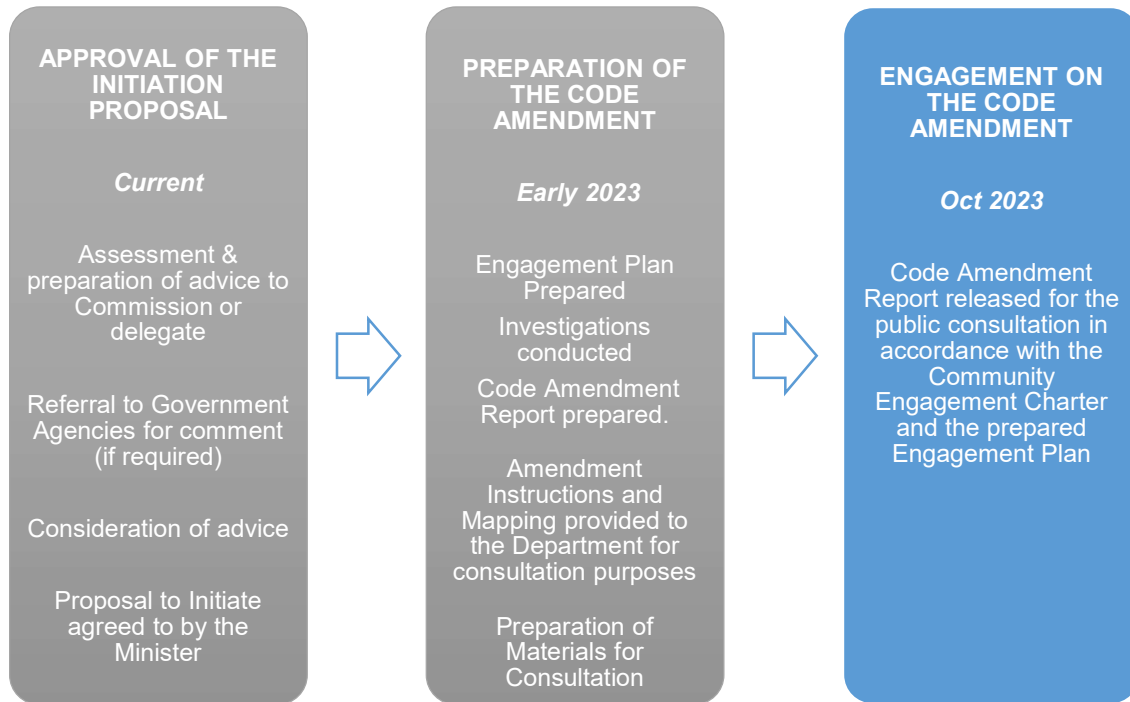 APPROVAL OF THE
INITIATION
PROPOSAL
Current
Assessment &
preparation of advice to
Commission or
delegate
Referral to Government
Agencies for comment
(if required)
Consideration of advice
Proposal to Initiate
agreed to by the
Minister
PREPARATION OF
THE CODE
AMENDMENT
Early 2023
Engagement Plan
Prepared
Investigations
conducted
Code Amendment
Report prepared.
Amendment
Instructions and
Mapping provided to
the Department for
consultation purposes
Preparation of
Materials for
Consultation
ENGAGEMENT ON
THE CODE
AMENDMENT
Oct 2023
Code Amendment
Report released for the
public consultation in
accordance with the
Community
Engagement Charter
and the prepared
Engagement Plan